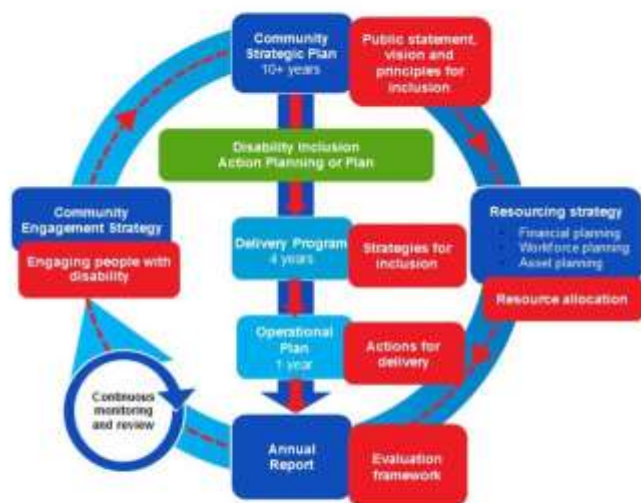 Community
Strategic Plan
10+ years
Public statement,
vision and
principles for
inclusion
Disability Inclusion
Action Planning or Plan
Community
Engagement Strategy
Engaging people with
disability
Delivery Program
4 years
Strategies for
inclusion
Resourcing strategy
Financial planning
Workforce planning
Asset planning
Resource allocation
Operational
Plan
1 year
Actions for
delivery
Continuous
monitoring
and review
Annual
Report
Evaluation
framework